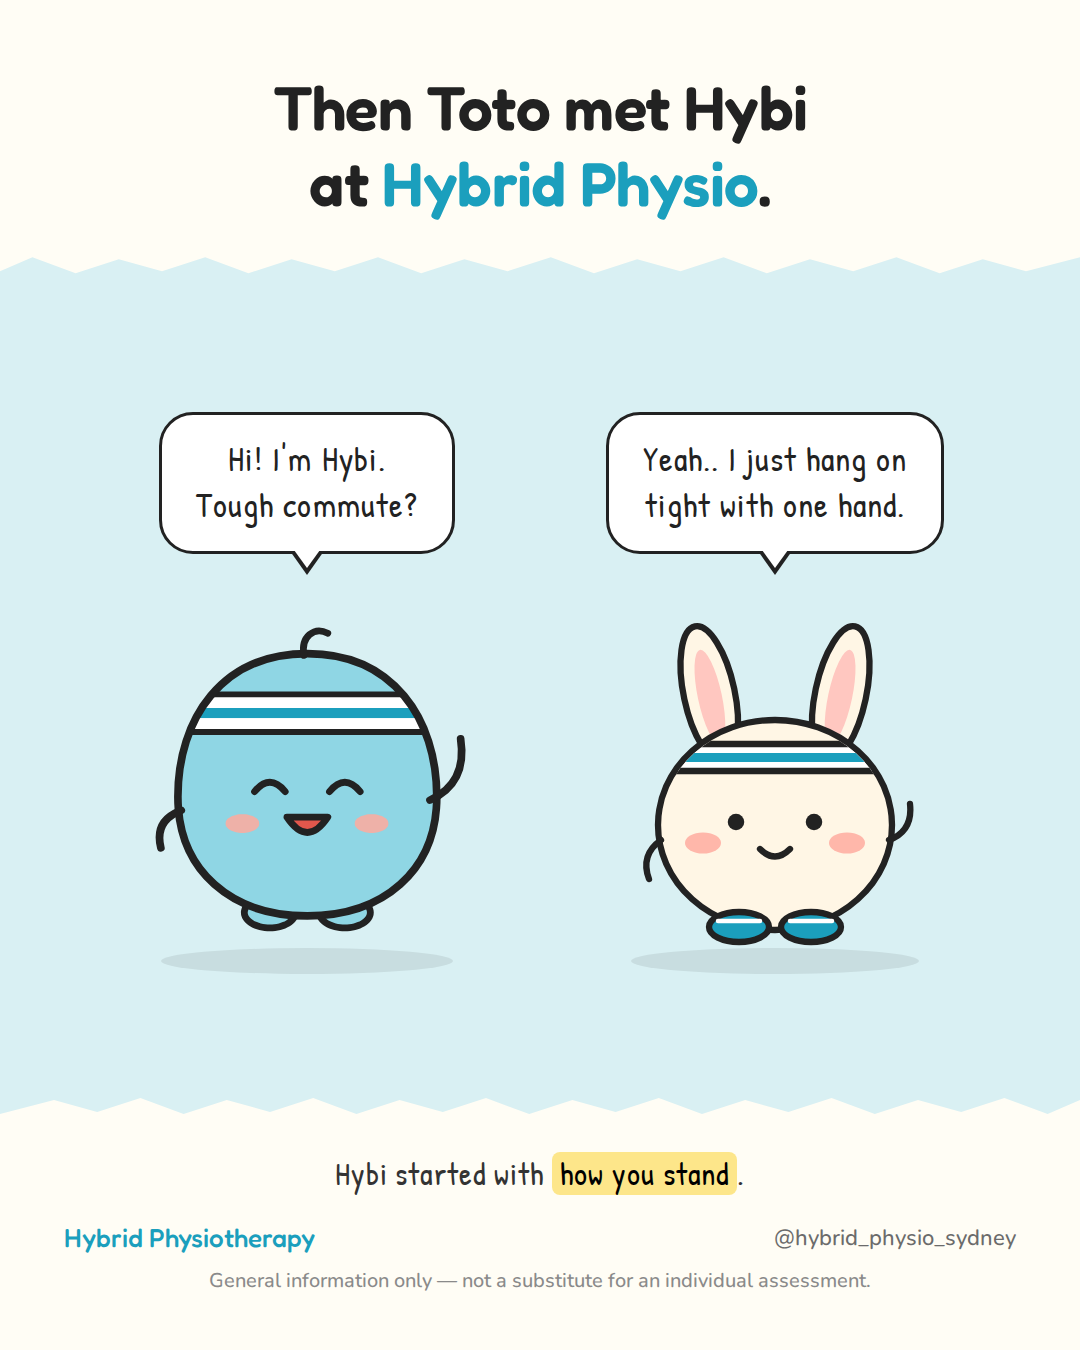 Then Toto met Hybi
at Hybrid Physio.
Hi! I'm Hybi.
Tough commute?
Yeah.. I just hang on
tight with one hand.
Hybi started with how you stand.
Hybrid Physiotherapy
@hybrid_physio_sydney
General information only — not a substitute for an individual assessment.